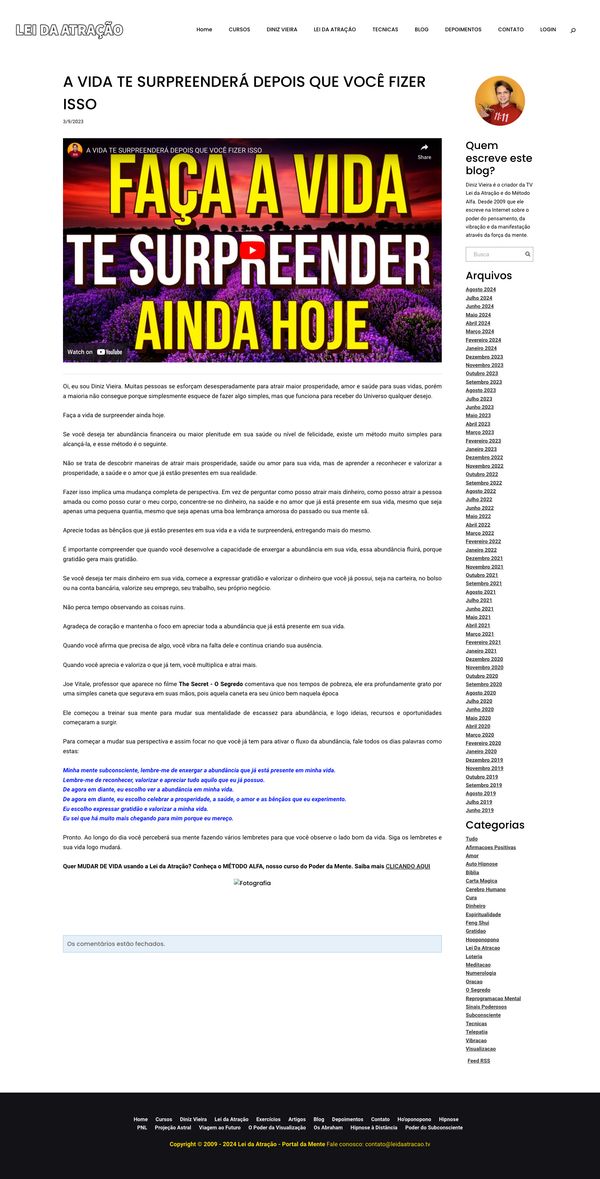 LEI DA ATRAÇÃO
Home CURSOS DINIZ VIEIRA LEI DA ATRAÇÃO TECNICAS BLOG DEPOIMENTOS CONTATO LOGIN
A VIDA TE SURPREENDERÁ DEPOIS QUE VOCÊ FIZER
ISSO
3/9/2023
A VIDA TE SURPREENDERÁ DEPOIS QUE VOCÊ FIZER ISSO
Share
FAÇA A VIDA
TE SURPREENDER
AINDA HOJE
Watch on YouTube
Oi, eu sou Diniz Vieira. Muitas pessoas se esforçam desesperadamente para atrair maior prosperidade, amor e saúde para suas vidas, porém
a maioria não consegue porque simplesmente esquece de fazer algo simples, mas que funciona para receber do Universo qualquer desejo.
Faça a vida de surpreender ainda hoje.
Se você deseja ter abundância financeira ou maior plenitude em sua saúde ou nível de felicidade, existe um método muito simples para
alcançá-la, e esse método é o seguinte.
Não se trata de descobrir maneiras de atrair mais prosperidade, saúde ou amor para sua vida, mas de aprender a reconhecer e valorizar a
prosperidade, a saúde e o amor que já estão presentes em sua realidade.
Fazer isso implica uma mudança completa de perspectiva. Em vez de perguntar como posso atrair mais dinheiro, como posso atrair a pessoa
amada ou como posso curar o meu corpo, concentre-se no dinheiro, na saúde e no amor que já está presente em sua vida, mesmo que seja
apenas uma pequena quantia, mesmo que seja apenas uma boa lembrança amorosa do passado ou sua mente sã.
Aprecie todas as bênçãos que já estão presentes em sua vida e a vida te surpreenderá, entregando mais do mesmo.
É importante compreender que quando você desenvolve a capacidade de enxergar a abundância em sua vida, essa abundância fluirá, porque
gratidão gera mais gratidão.
Se você deseja ter mais dinheiro em sua vida, comece a expressar gratidão e valorizar o dinheiro que você já possui, seja na carteira, no bolso
ou na conta bancária, valorize seu emprego, seu trabalho, seu próprio negócio.
Não perca tempo observando as coisas ruins.
Agradeça de coração e mantenha o foco em apreciar toda a abundância que já está presente em sua vida.
Quando você afirma que precisa de algo, você vibra na falta dele e continua criando sua ausência.
Quando você aprecia e valoriza o que já tem, você multiplica e atrai mais.
Joe Vitale, professor que aparece no filme The Secret - O Segredo comentava que nos tempos de pobreza, ele era profundamente grato por
uma simples caneta que segurava em suas mãos, pois aquela caneta era seu único bem naquela época
Ele começou a treinar sua mente para mudar sua mentalidade de escassez para abundância, e logo ideias, recursos e oportunidades
começaram a surgir.
Para começar a mudar sua perspectiva e assim focar no que você já tem para ativar o fluxo da abundância, fale todos os dias palavras como
estas:
Minha mente subconsciente, lembre-me de enxergar a abundância que já está presente em minha vida.
Lembre-me de reconhecer, valorizar e apreciar tudo aquilo que eu já possuo.
De agora em diante, eu escolho ver a abundância em minha vida.
De agora em diante, eu escolho celebrar a prosperidade, a saúde, o amor e as bênçãos que eu experimento.
Eu escolho expressar gratidão e valorizar a minha vida.
Eu sei que há muito mais chegando para mim porque eu mereço.
Pronto. Ao longo do dia você perceberá sua mente fazendo vários lembretes para que você observe o lado bom da vida. Siga os lembretes e
sua vida logo mudará.
Quer MUDAR DE VIDA usando a Lei da Atração? Conheça o MÉTODO ALFA, nosso curso do Poder da Mente. Saiba mais CLICANDO AQUI
Fotografia
Os comentários estão fechados.
11:11
Quem
escreve este
blog?
Diniz Vieira é o criador da TV
Lei da Atração e do Método
Alfa. Desde 2009 que ele
escreve na Internet sobre o
poder do pensamento, da
vibração e da manifestação
através da força da mente.
Busca
Arquivos
Agosto 2024
Julho 2024
Junho 2024
Maio 2024
Abril 2024
Março 2024
Fevereiro 2024
Janeiro 2024
Dezembro 2023
Novembro 2023
Outubro 2023
Setembro 2023
Agosto 2023
Julho 2023
Junho 2023
Maio 2023
Abril 2023
Março 2023
Fevereiro 2023
Janeiro 2023
Dezembro 2022
Novembro 2022
Outubro 2022
Setembro 2022
Agosto 2022
Julho 2022
Junho 2022
Maio 2022
Abril 2022
Março 2022
Fevereiro 2022
Janeiro 2022
Dezembro 2021
Novembro 2021
Outubro 2021
Setembro 2021
Agosto 2021
Julho 2021
Junho 2021
Maio 2021
Abril 2021
Março 2021
Fevereiro 2021
Janeiro 2021
Dezembro 2020
Novembro 2020
Outubro 2020
Setembro 2020
Agosto 2020
Julho 2020
Junho 2020
Maio 2020
Abril 2020
Março 2020
Fevereiro 2020
Janeiro 2020
Dezembro 2019
Novembro 2019
Outubro 2019
Setembro 2019
Agosto 2019
Julho 2019
Junho 2019
Categorias
Tudo
Afirmacoes Positivas
Amor
Auto Hipnose
Biblia
Carta Magica
Cerebro Humano
Cura
Dinheiro
Espiritualidade
Feng Shui
Gratidao
Hooponopono
Lei Da Atracao
Loteria
Meditacao
Numerologia
Oracao
O Segredo
Reprogramacao Mental
Sinais Poderosos
Subconsciente
Tecnicas
Telepatia
Vibracao
Visualizacao
Feed RSS
Home Cursos Diniz Vieira Lei da Atração Exercícios Artigos Blog Depoimentos Contato Ho'oponopono Hipnose
PNL Projeção Astral Viagem ao Futuro O Poder da Visualização Os Abraham Hipnose à Distância Poder do Subconsciente
Copyright © 2009 - 2024 Lei da Atração - Portal da Mente Fale conosco: contato@leidaatracao.tv